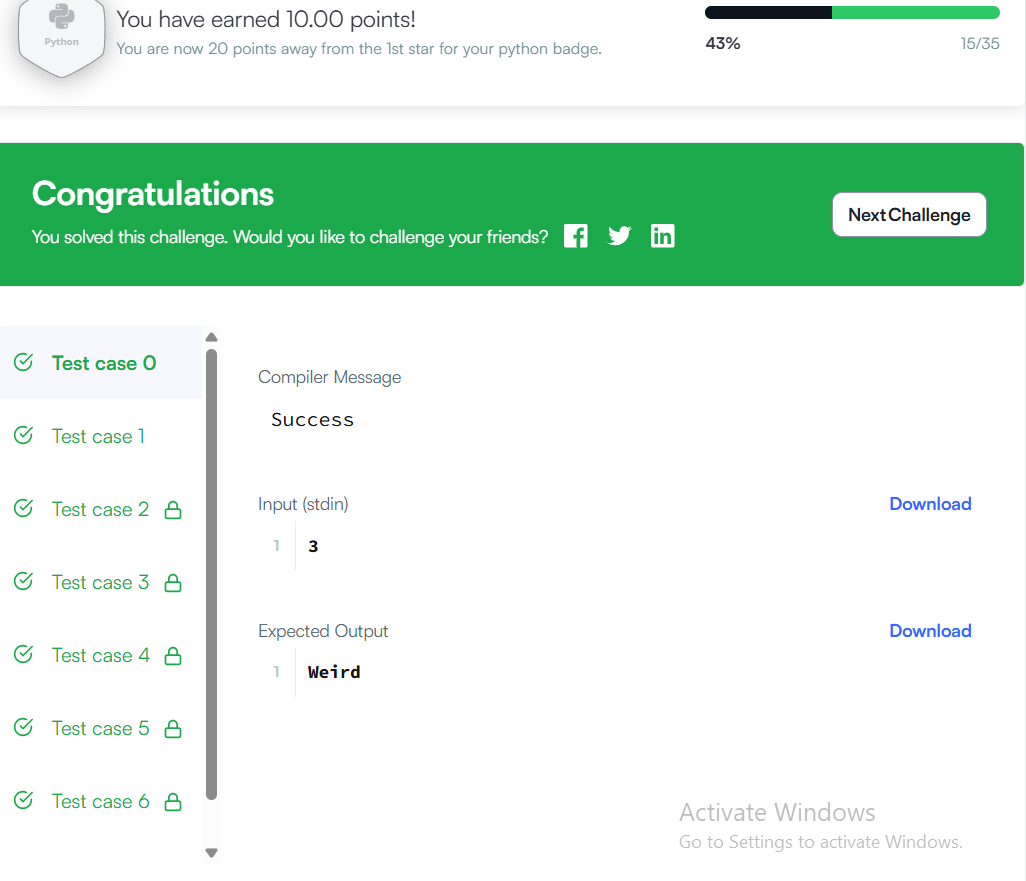 Python
You have earned 10.00 points!
You are now 20 points away from the 1st star for your python badge.
43%
15/35
Congratulations
You solved this challenge. Would you like to challenge your friends?
Next Challenge
Test case 0
Test case 1
Test case 2
Test case 3
Test case 4
Test case 5
Test case 6
Compiler Message
Success
Input (stdin)
Download
1 3
Expected Output
Download
1 Weird
Activate Windows
Go to Settings to activate Windows.